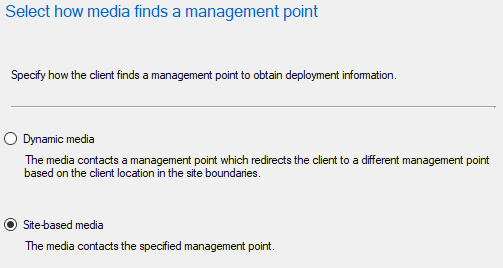 Select how media finds a management point
Specify how the client finds a management point to obtain deployment information.
Dynamic media
The media contacts a management point which redirects the client to a different management point
based on the client location in the site boundaries.
Site-based media
The media contacts the specified management point.